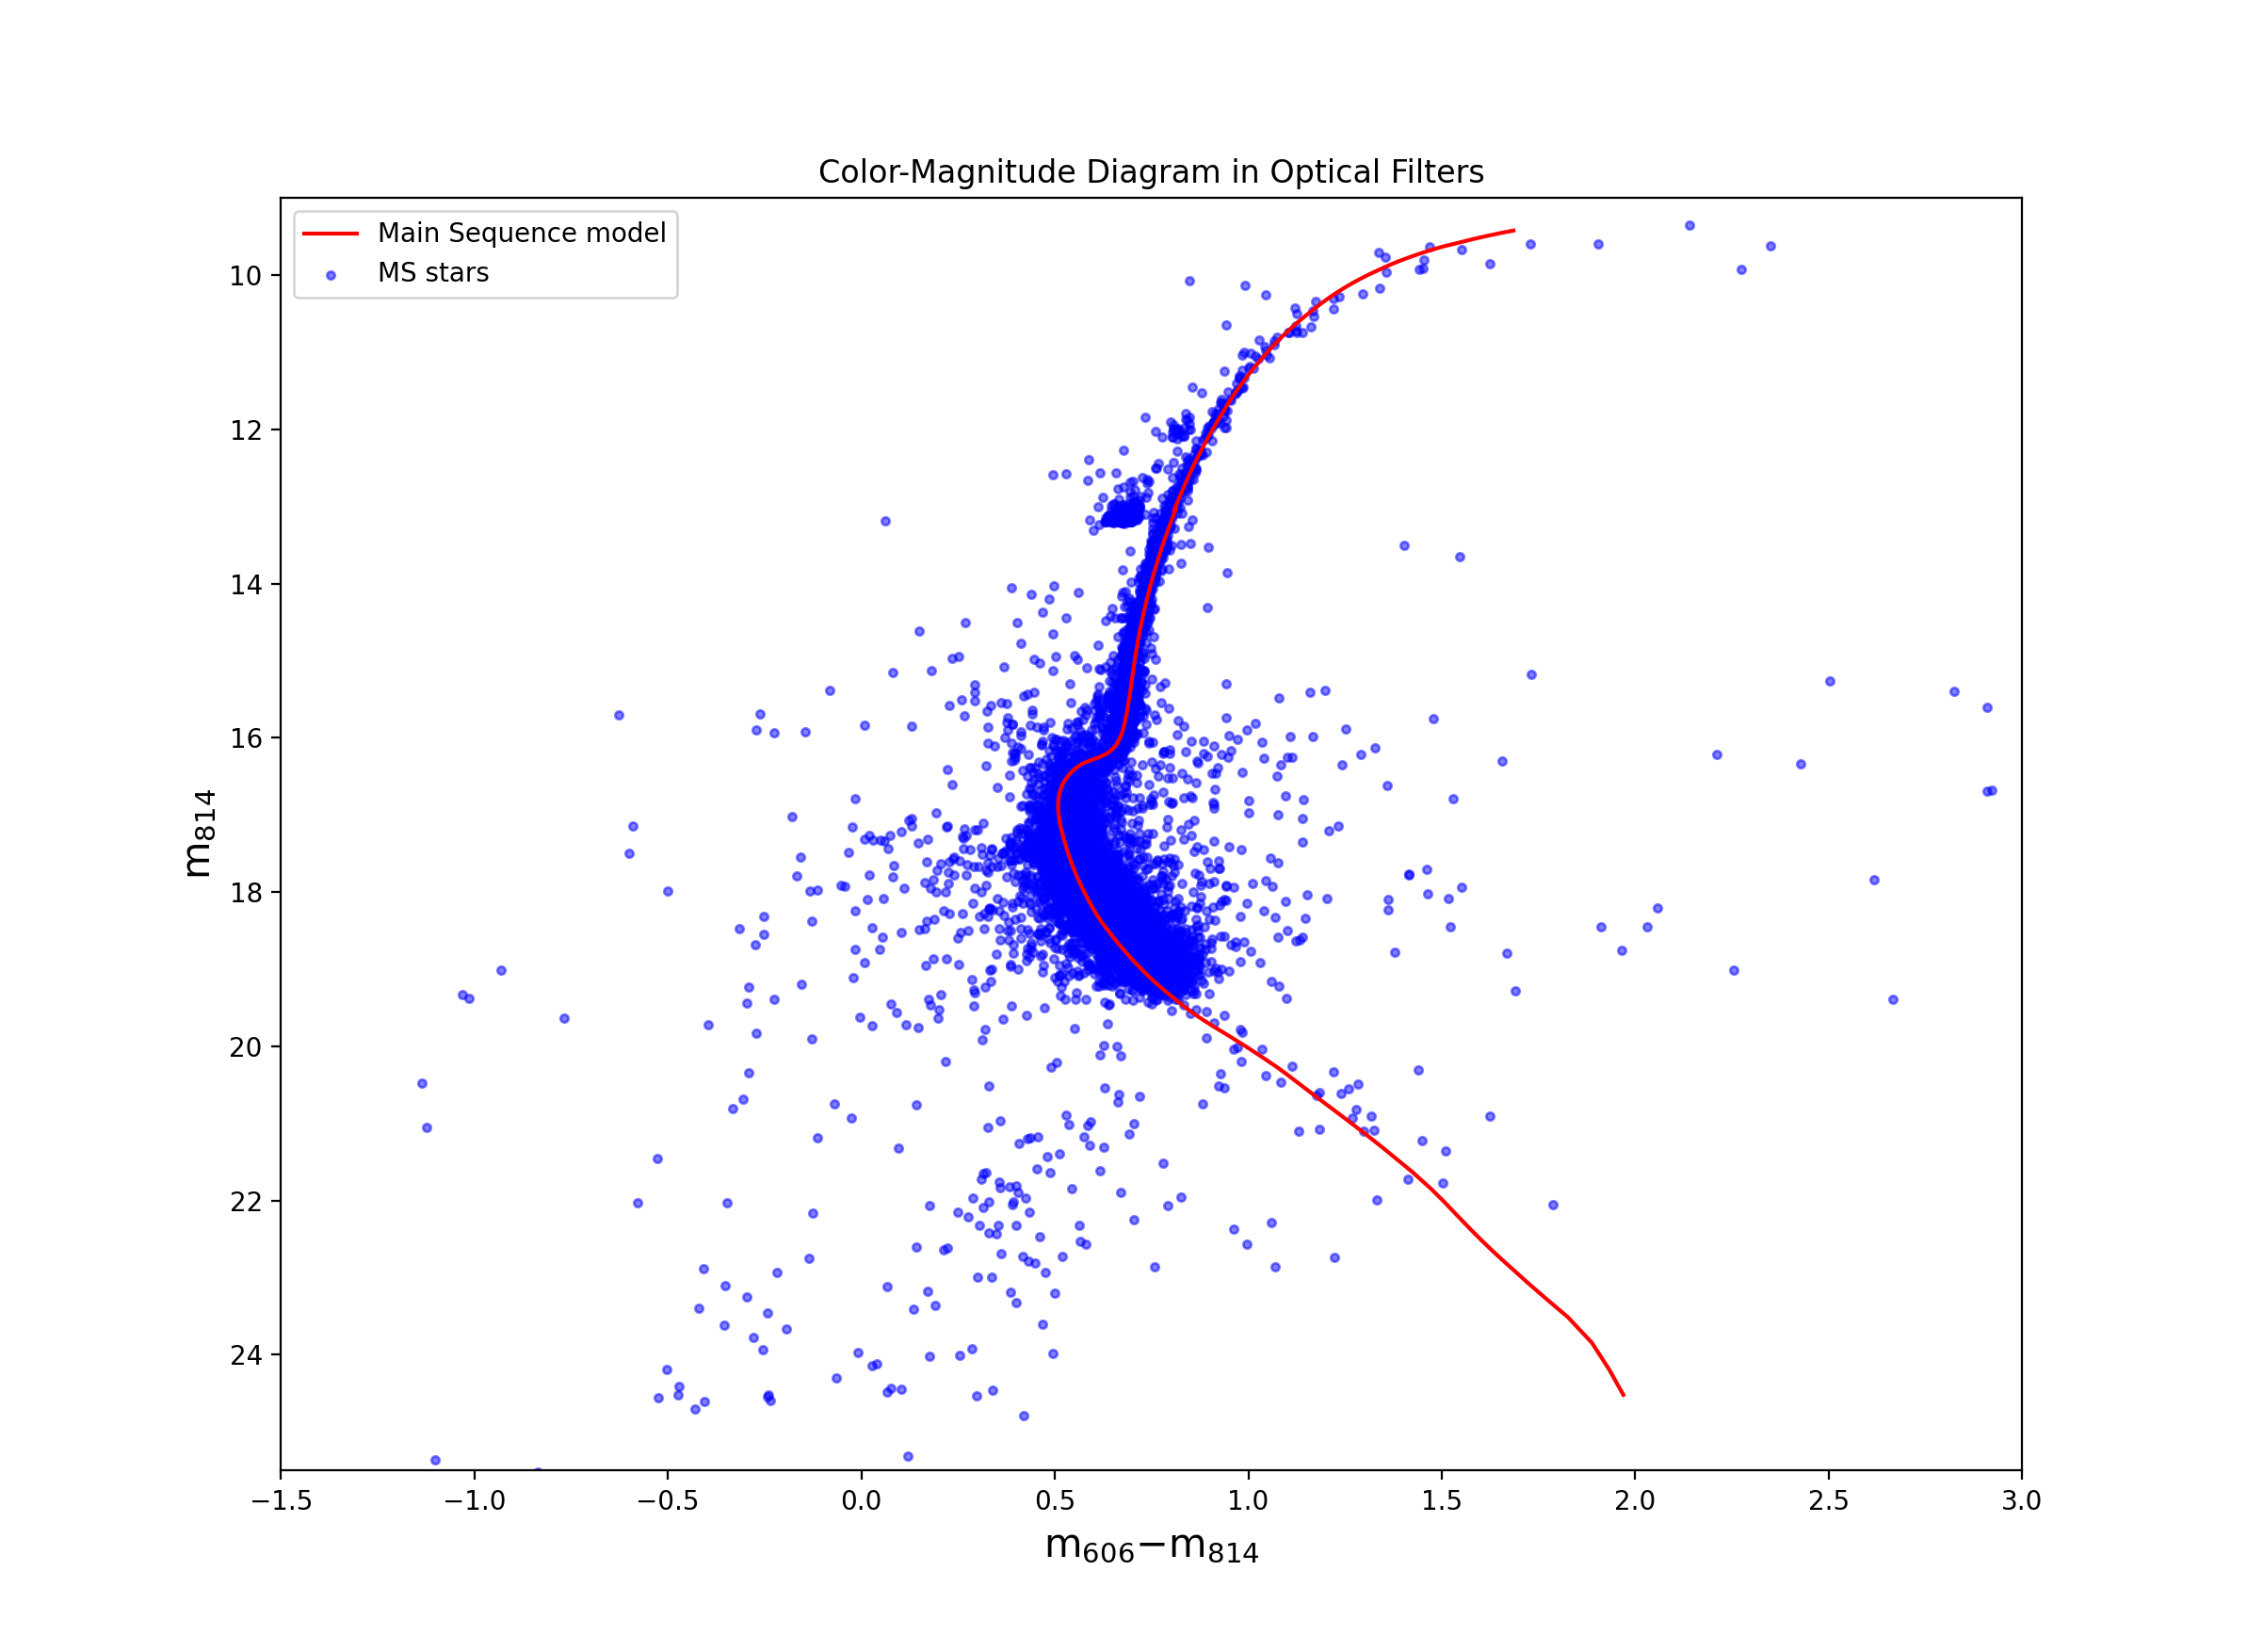 Color-Magnitude Diagram in Optical Filters
Main Sequence model
MS stars
10
12
14
16
18
20
22
24
m814
−1.5 −1.0 −0.5 0.0 0.5 1.0 1.5 2.0 2.5 3.0
m606−m814